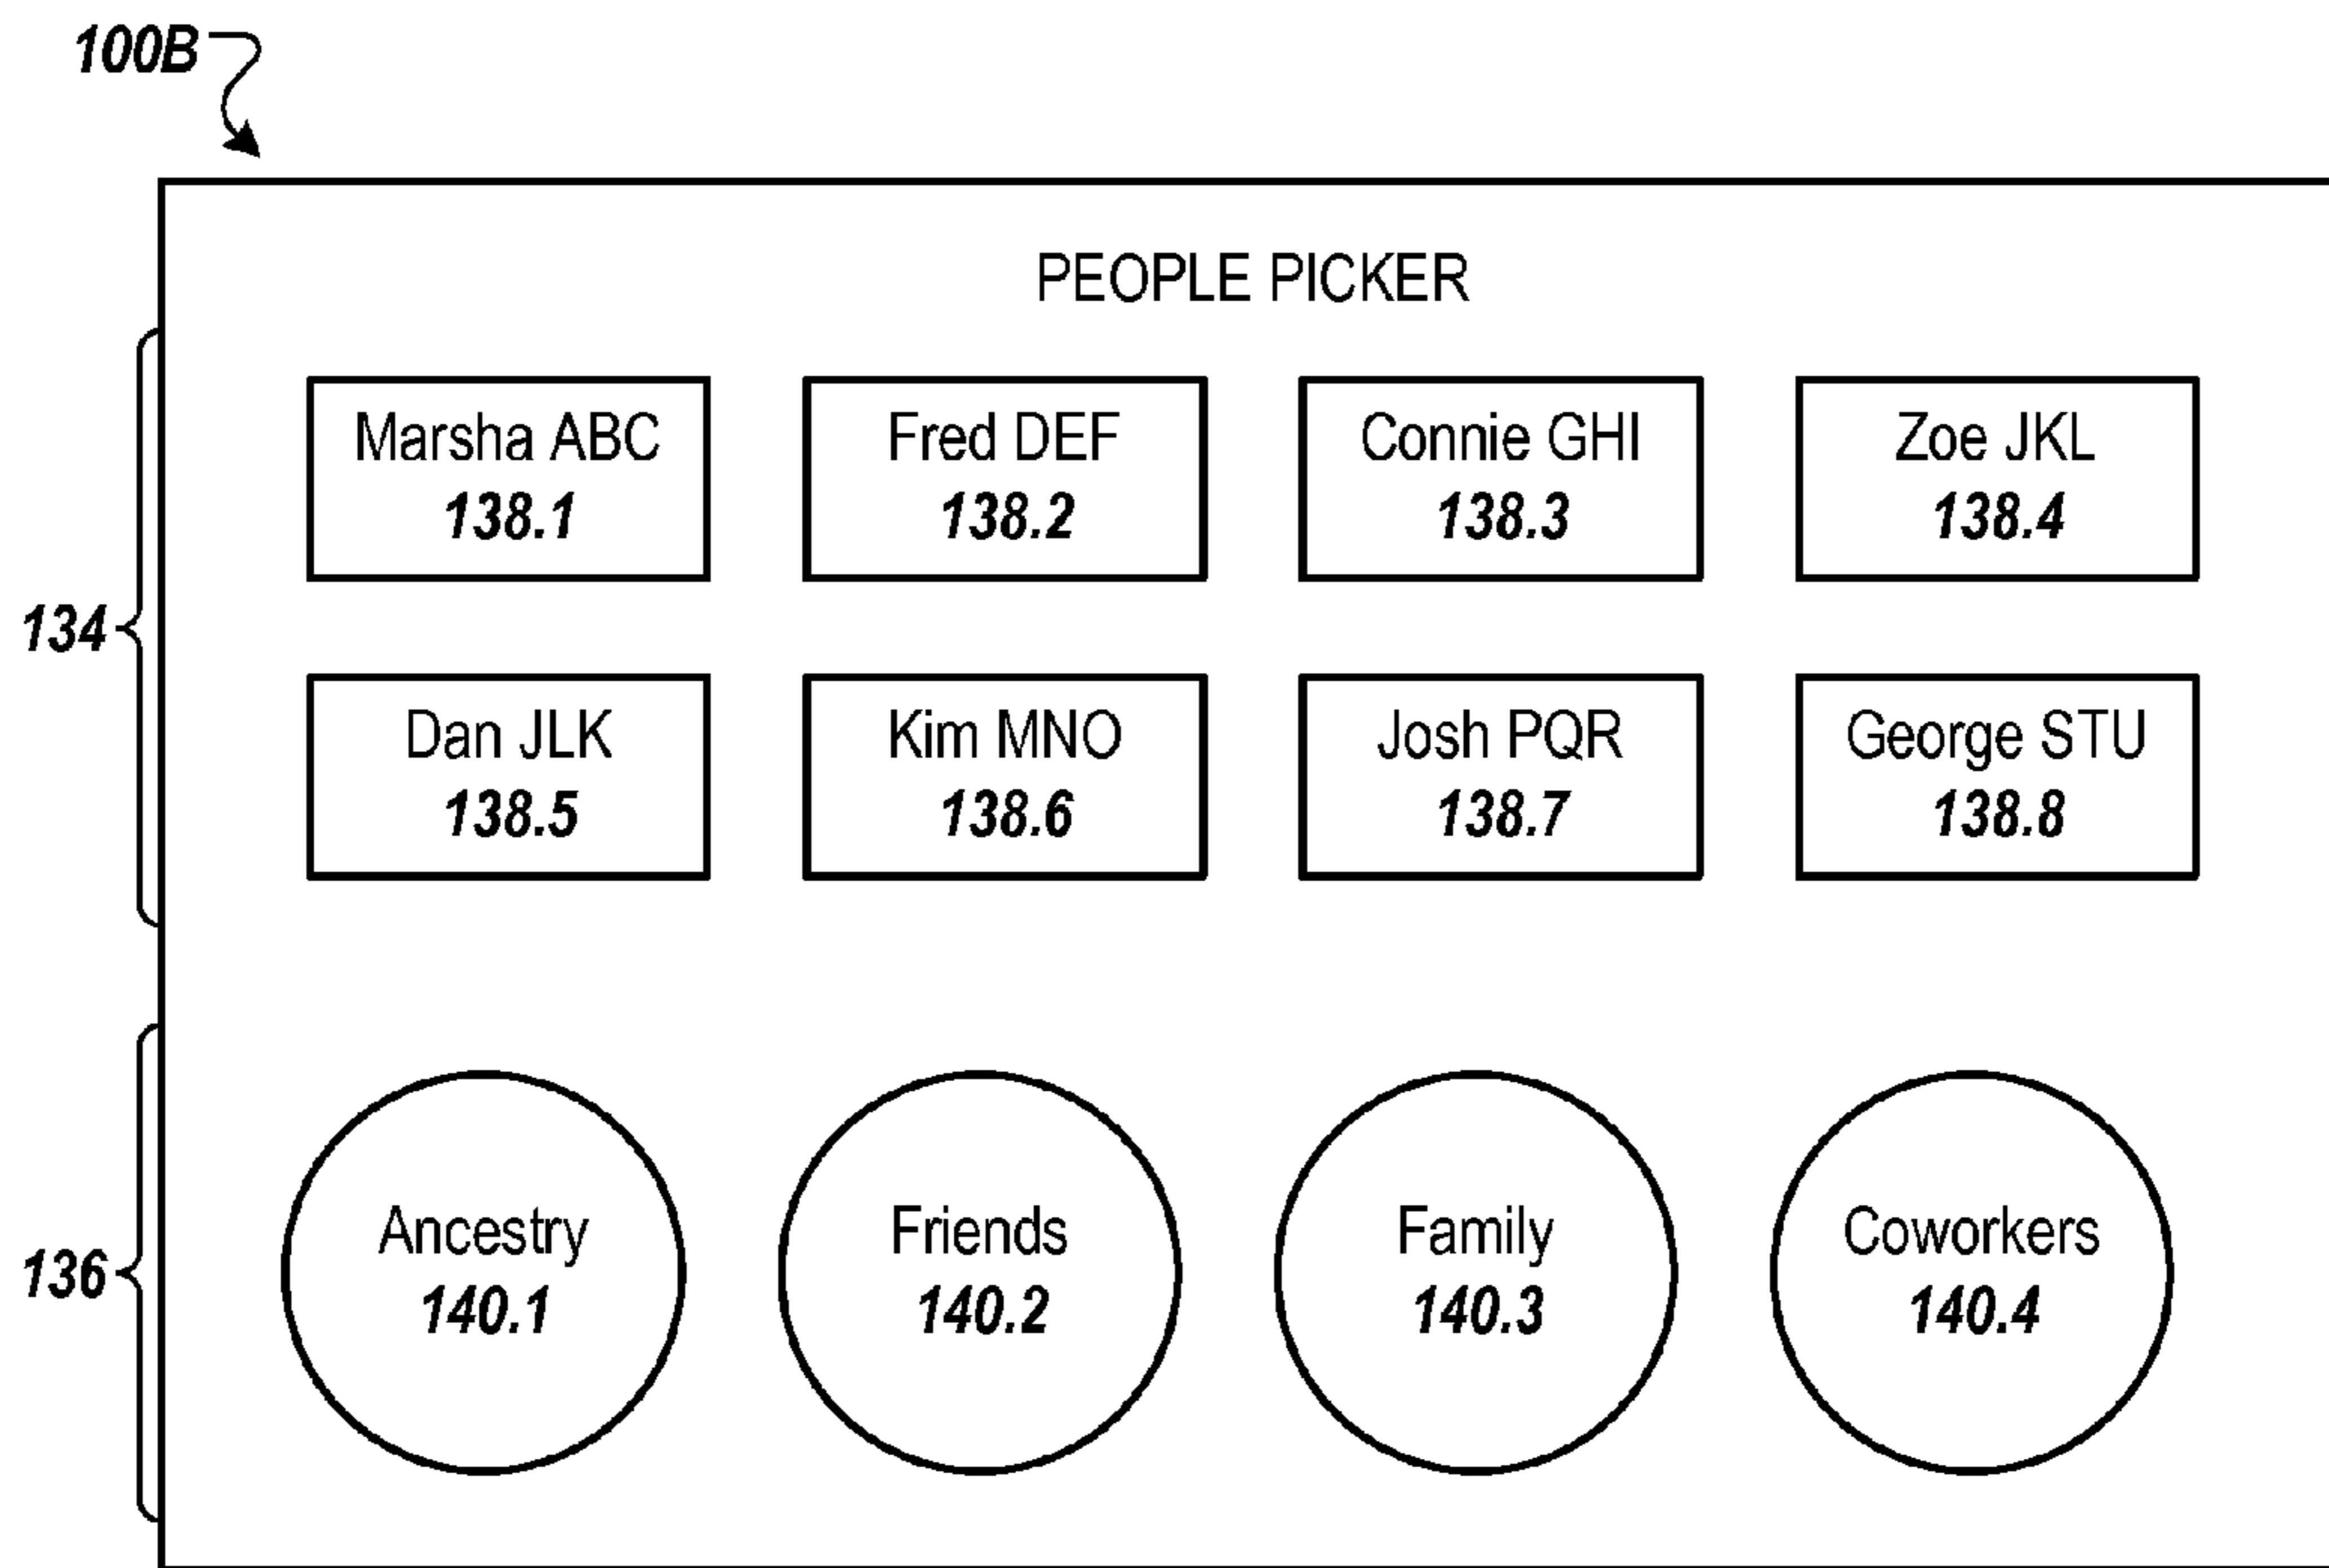 100B
PEOPLE PICKER
Marsha ABC
138.1
Fred DEF
138.2
Connie GHI
138.3
Zoe JKL
138.4
134
Dan JLK
138.5
Kim MNO
138.6
Josh PQR
138.7
George STU
138.8
136
Ancestry
140.1
Friends
140.2
Family
140.3
Coworkers
140.4